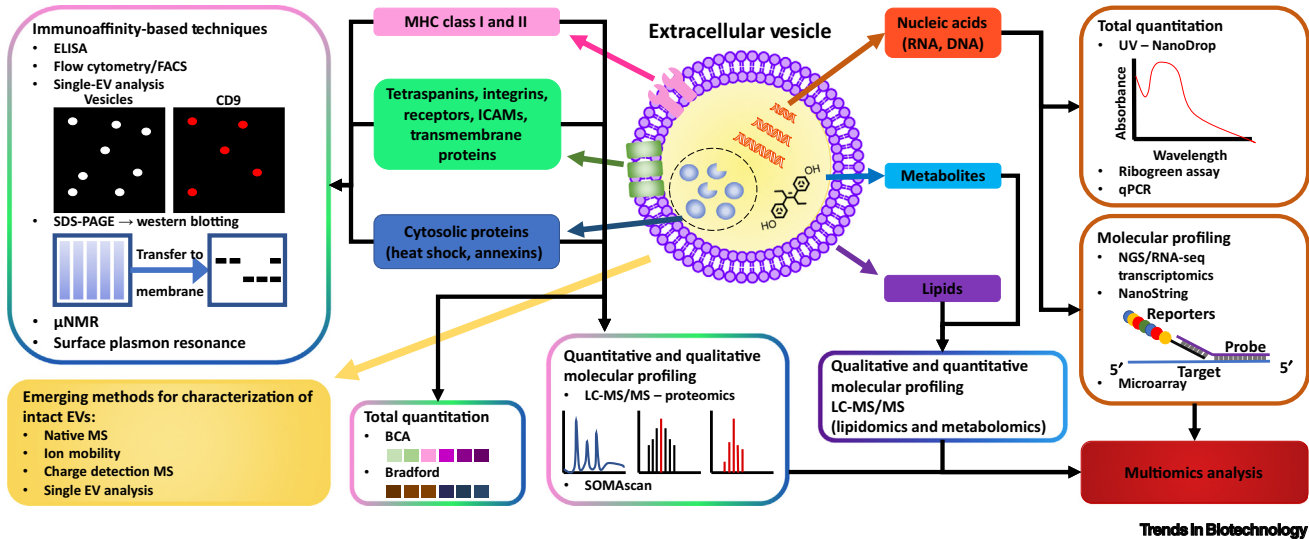 Immunoaffinity-based techniques
• ELISA
• Flow cytometry/FACS
• Single-EV analysis
Vesicles
CD9
• SDS-PAGE → western blotting
Transfer to
membrane
• µNMR
• Surface plasmon resonance
Emerging methods for characterization of
intact EVs:
• Native MS
• Ion mobility
• Charge detection MS
• Single EV analysis
MHC class I and II
Tetraspanins, integrins,
receptors, ICAMs,
transmembrane
proteins
Cytosolic proteins
(heat shock, annexins)
Total quantitation
• BCA
• Bradford
Extracellular vesicle
OH
HO
Quantitative and qualitative
molecular profiling
• LC-MS/MS – proteomics
• SOMAscan
Nucleic acids
(RNA, DNA)
Metabolites
Lipids
Qualitative and quantitative
molecular profiling
LC-MS/MS
(lipidomics and metabolomics)
Total quantitation
• UV – NanoDrop
Absorbance
Wavelength
• Ribogreen assay
• qPCR
Molecular profiling
• NGS/RNA-seq
transcriptomics
• NanoString
Reporters
Probe
5′
Target
5′
• Microarray
Multiomics analysis
Trends in Biotechnology